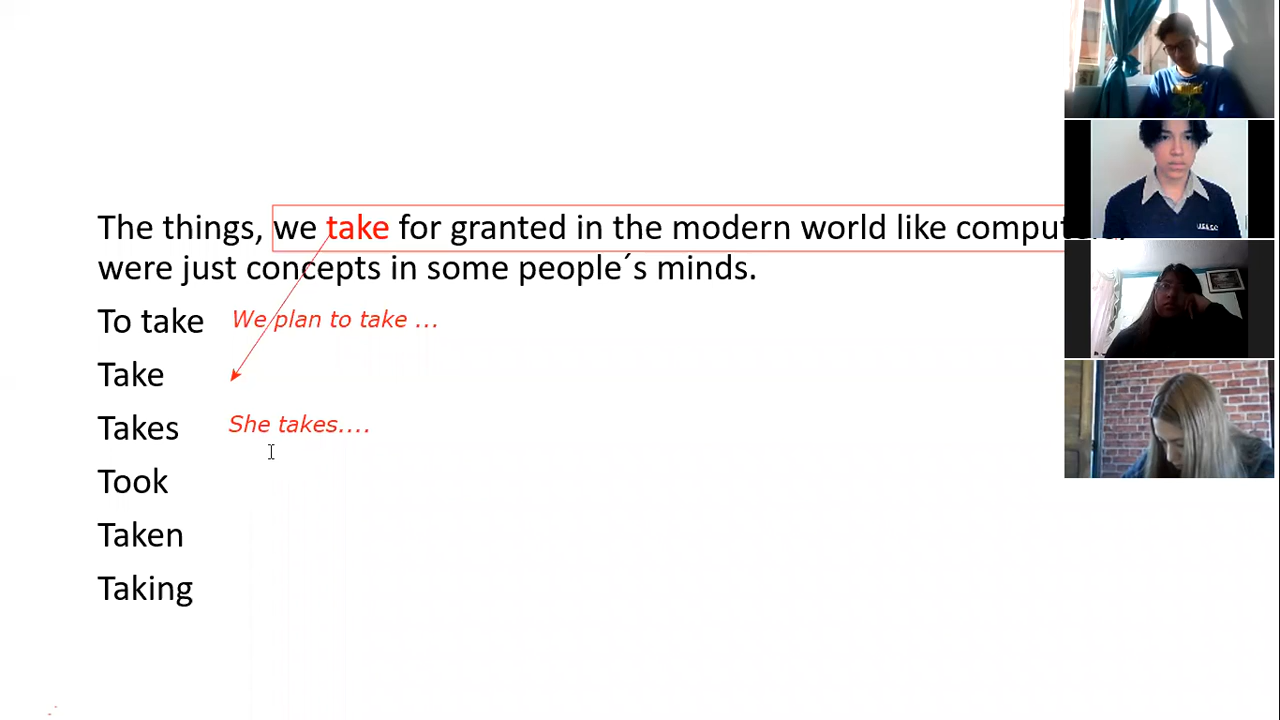 The things, we take for granted in the modern world like
were just concepts in some people´s minds.
To take We plan to take ...
Take
Takes She takes....
Took
Taken
Taking